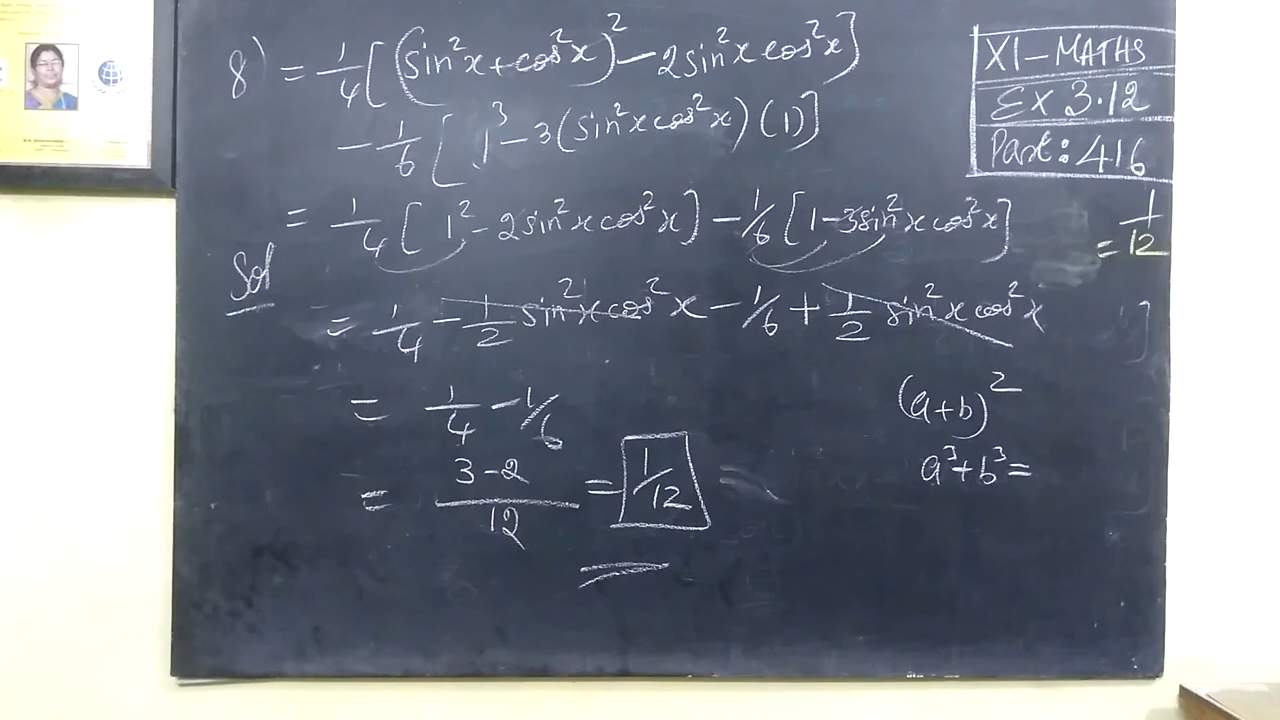 8) = 1/4 [(sin²x + cos²x)² – 2sin²x cos²x]
– 1/6 [1³ – 3(sin²x cos²x)(1)]
= 1/4 [1² – 2sin²x cos²x] – 1/6 [1 – 3sin²x cos²x]
Sol
= 1/4 – 1/2 sin²x cos²x – 1/6 + 1/2 sin²x cos²x
= 1/4 – 1/6
= 3-2/12 = 1/12
XI-MATHS
Ex 3.12
Part: 416
= 1/12
(a+b)²
a³+b³=